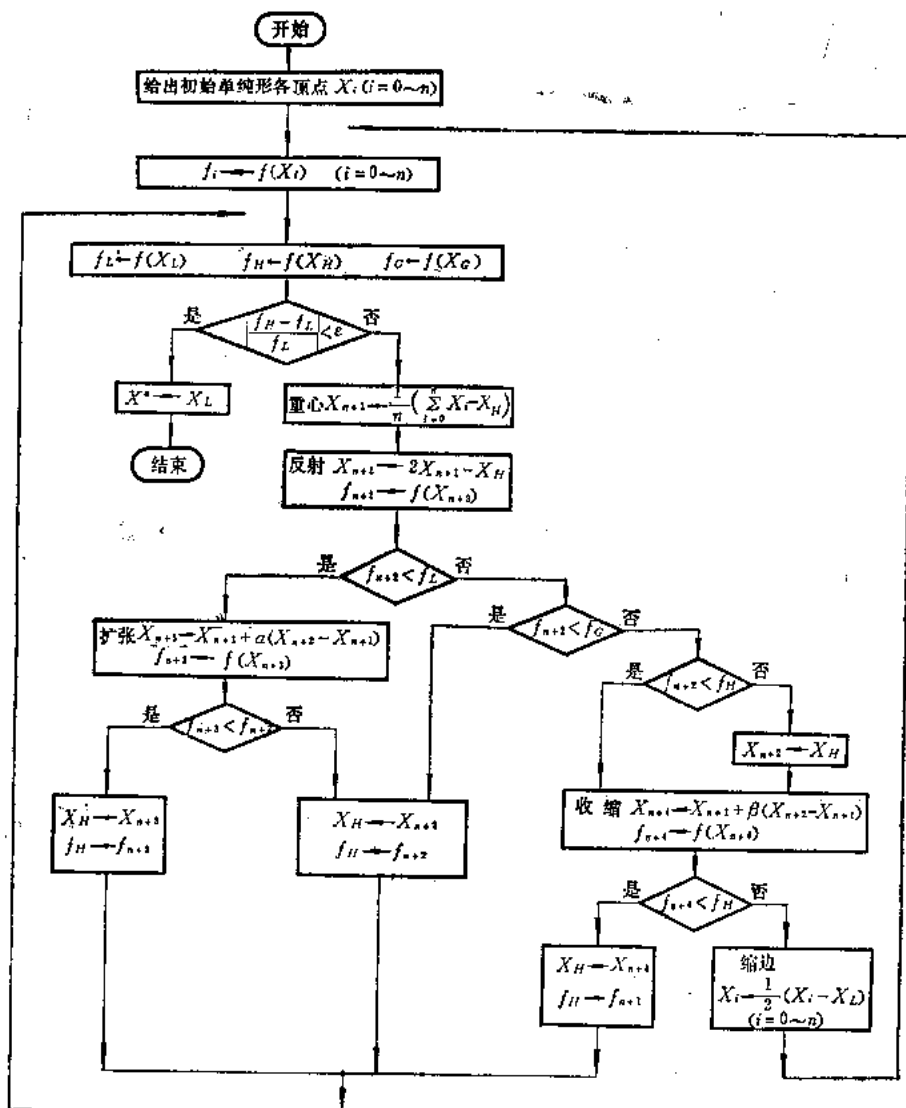 开始
给出初始单纯形各顶点 X_i (i=0～n)
f_i ← f(X_i) (i=0～n)
f_L ← f(X_L) f_H ← f(X_H) f_G ← f(X_G)
是
|f_H − f_L / f_L| < e
否
X* ← X_L
重心 X_{n+1} ← 1/n (∑_{i=0}^{n} X_i − X_H)
结束
反射 X_{n+2} ← 2X_{n+1} − X_H
f_{n+2} ← f(X_{n+2})
是
f_{n+2} < f_L
否
扩张 X_{n+3} ← X_{n+1} + α(X_{n+2} − X_{n+1})
f_{n+3} ← f(X_{n+3})
是
f_{n+2} < f_G
否
是
f_{n+2} < f_H
否
是
f_{n+3} < f_{n+2}
否
X_{n+2} ← X_H
X_H ← X_{n+3}
f_H ← f_{n+3}
X_H ← X_{n+2}
f_H ← f_{n+2}
收缩 X_{n+4} ← X_{n+1} + β(X_{n+2} − X_{n+1})
f_{n+4} ← f(X_{n+4})
是
f_{n+4} < f_H
否
X_H ← X_{n+4}
f_H ←
缩边
X_i ← 1/2 (X_i − X_L)
(i=0～n)